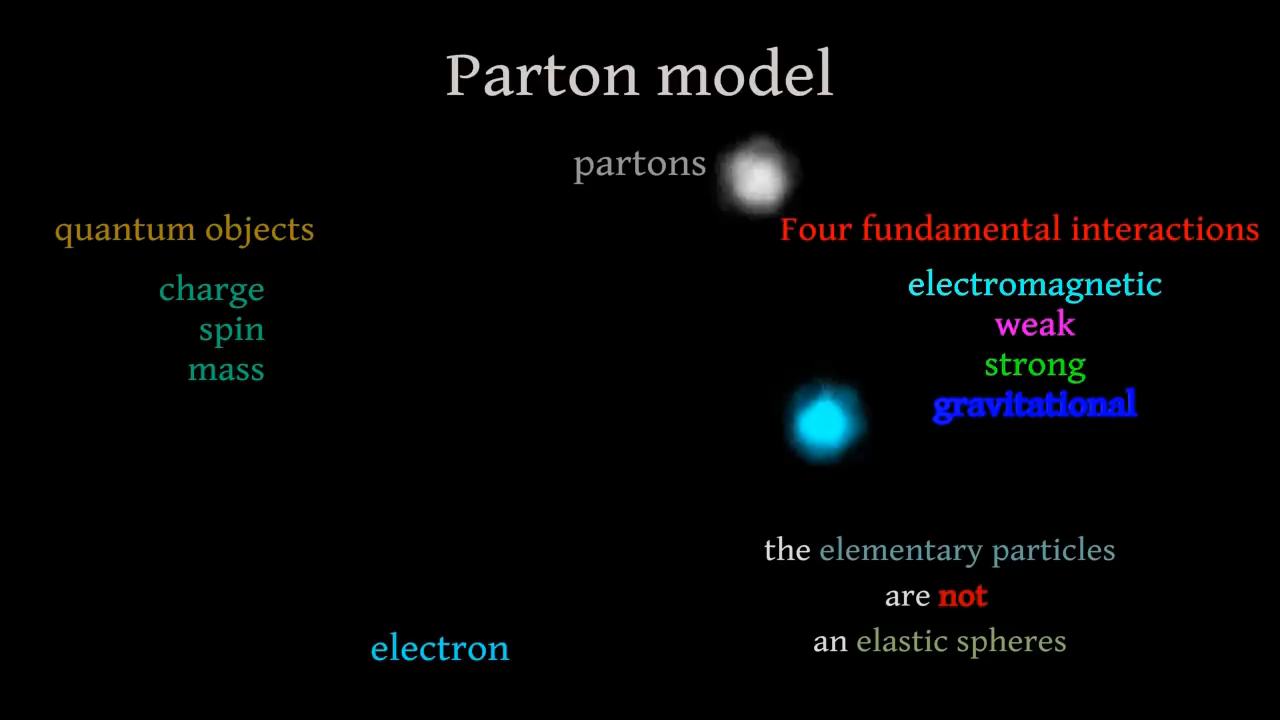 Parton model
partons
quantum objects
charge
spin
mass
Four fundamental interactions
electromagnetic
weak
strong
gravitational
the elementary particles
are not
an elastic spheres
electron